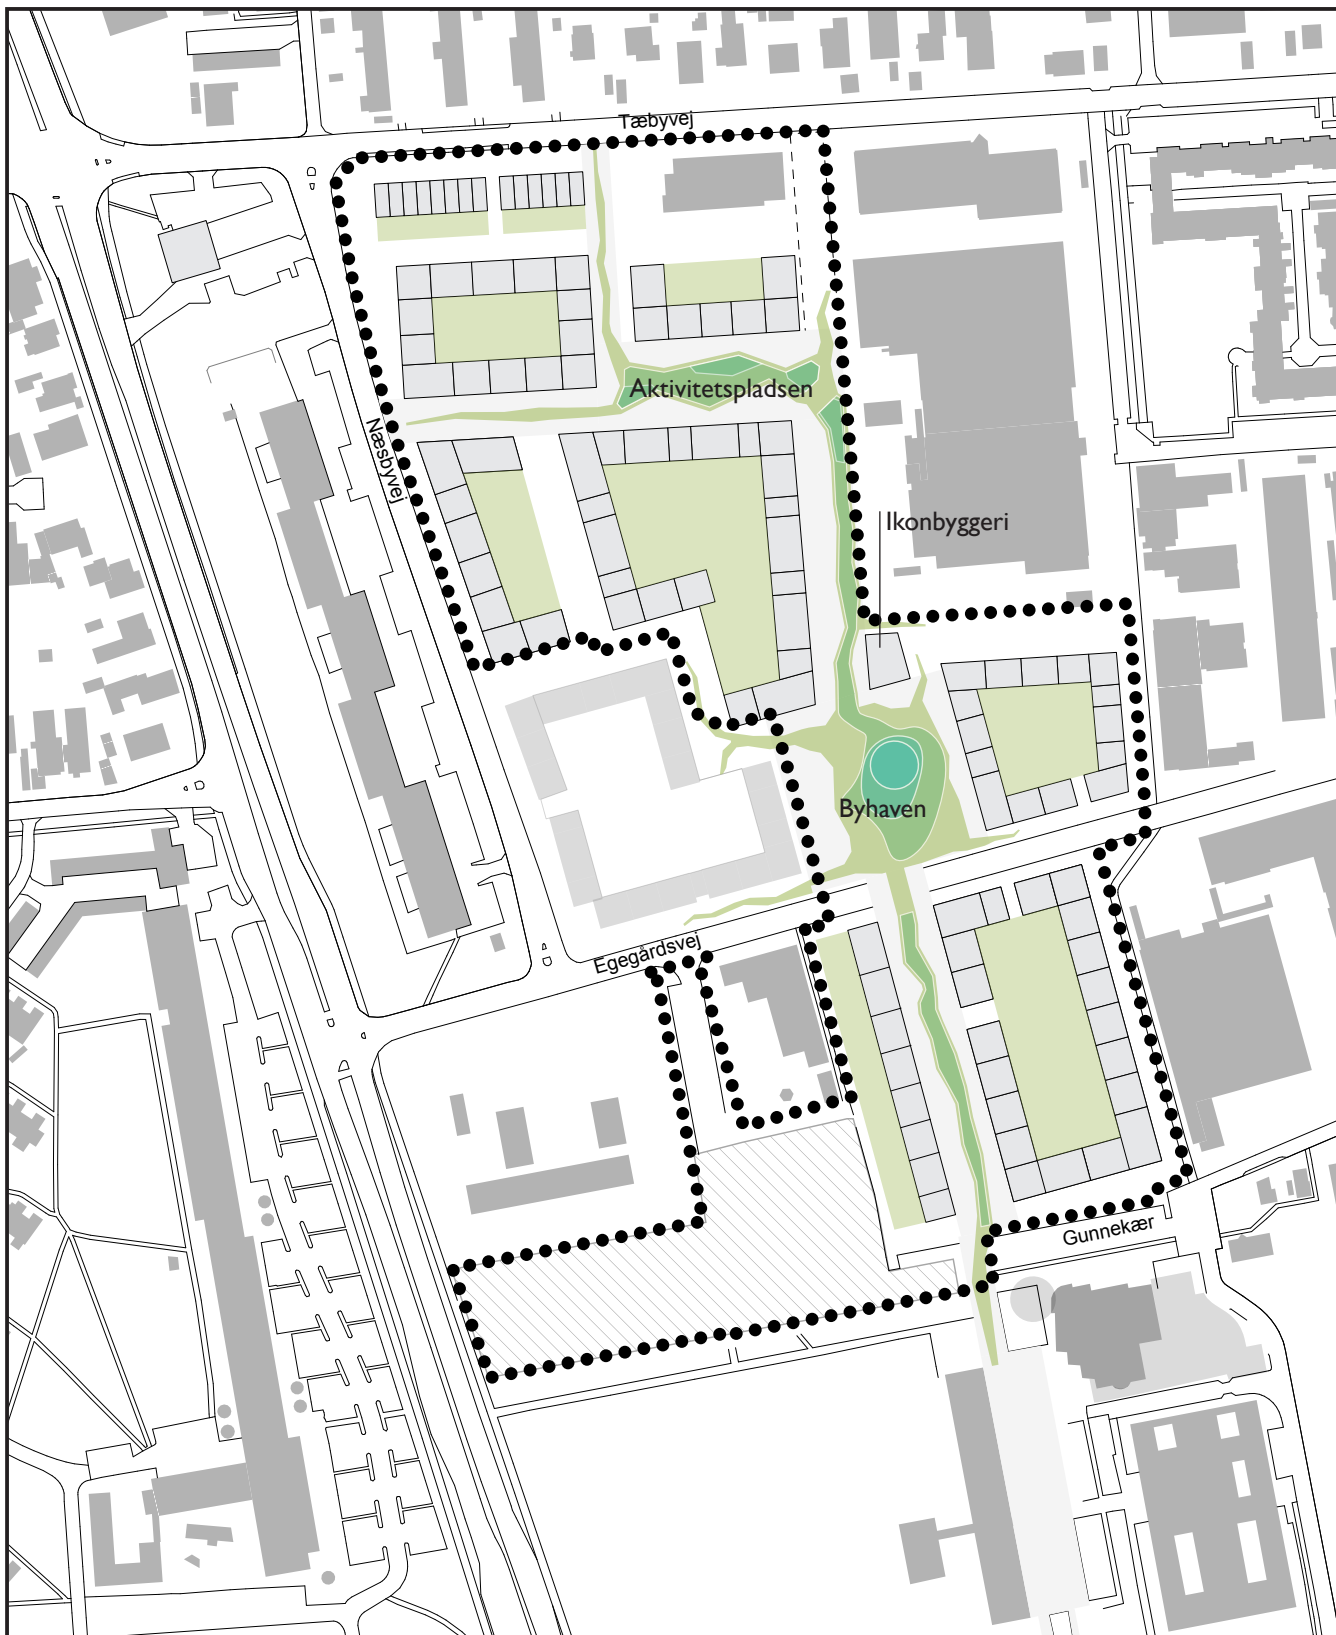 Tæbyvej
Aktivitetspladsen
Næsbyvej
Ikonbyggeri
Byhaven
Egegårdsvej
Gunnekær